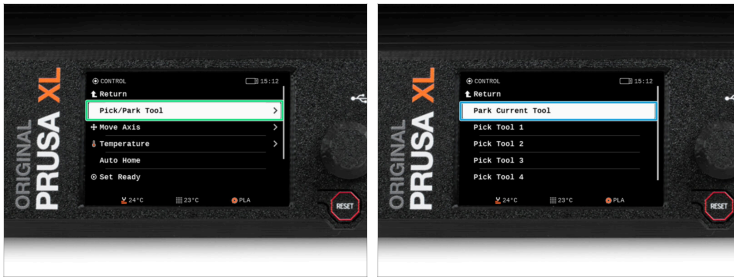 ORIGINAL
PRUSA XL
CONTROL
15:12
Return
Pick/Park Tool
Move Axis
Temperature
Auto Home
Set Ready
24°C
23°C
PLA
RESET
ORIGINAL
PRUSA XL
CONTROL
15:12
Return
Park Current Tool
Pick Tool 1
Pick Tool 2
Pick Tool 3
Pick Tool 4
24°C
23°C
PLA
RESET